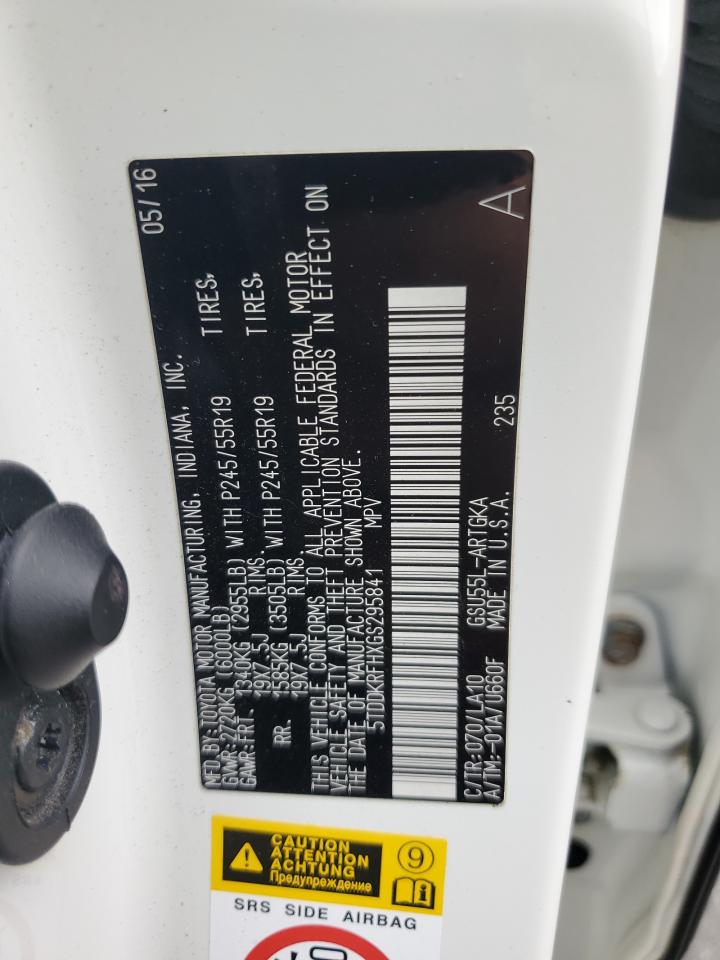 05/16
MFD. BY: TOYOTA MOTOR MANUFACTURING, INDIANA, INC.
GVWR: 2720KG (6000LB)
GAWR: FRT. 1340KG (2955LB) WITH P245/55R19 TIRES,
19X7.5J RIMS.
RR. 1585KG (3505LB) WITH P245/55R19 TIRES,
19X7.5J RIMS.
THIS VEHICLE CONFORMS TO ALL APPLICABLE FEDERAL MOTOR
VEHICLE SAFETY AND THEFT PREVENTION STANDARDS IN EFFECT ON
THE DATE OF MANUFACTURE SHOWN ABOVE.
5TDDKRFHXGS295841 MPV
C/TR: 070/LA10 GSU55L-ARTGKA 235
A/TM: -01A/U660F MADE IN U.S.A.
A
CAUTION
ATTENTION
ACHTUNG
Предупреждение
9
SRS SIDE AIRBAG